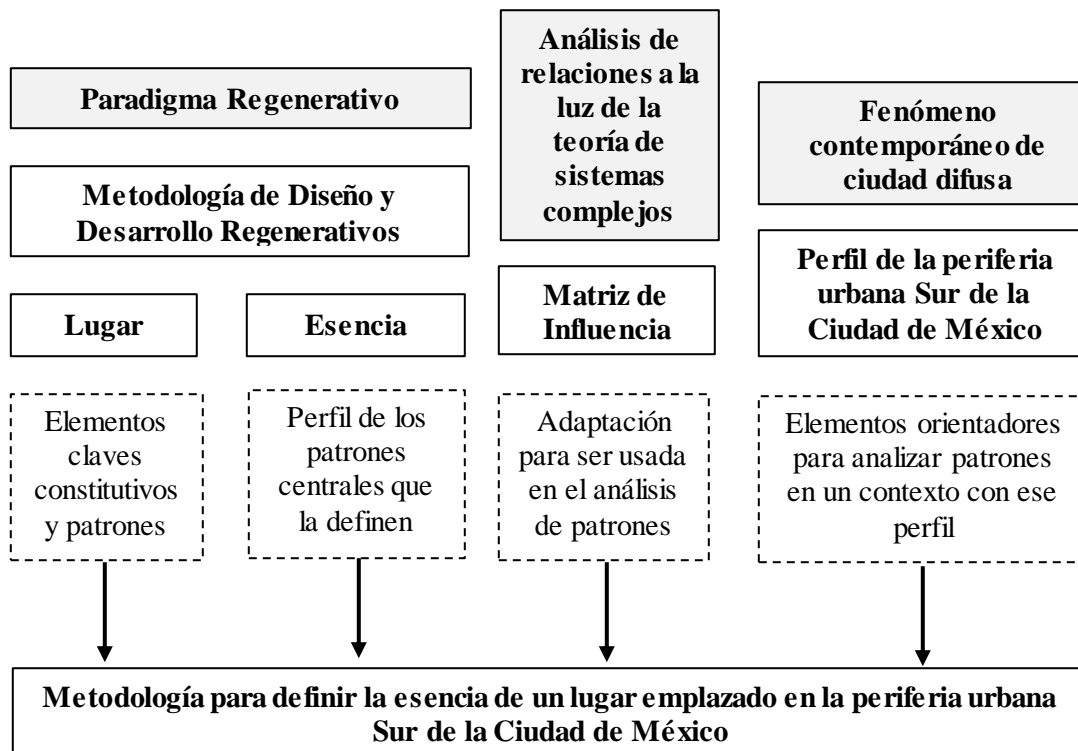 Paradigma Regenerativo
Metodología de Diseño y
Desarrollo Regenerativos
Lugar
Esencia
Elementos
claves
constitutivos
y patrones
Perfil de los
patrones
centrales que
la definen
Análisis de
relaciones a la
luz de la
teoría de
sistemas
complejos
Matriz de
Influencia
Adaptación
para ser usada
en el análisis
de patrones
Fenómeno
contemporáneo de
ciudad difusa
Perfil de la periferia
urbana Sur de la
Ciudad de México
Elementos orientadores
para analizar patrones
en un contexto con ese
perfil
Metodología para definir la esencia de un lugar emplazado en la periferia urbana
Sur de la Ciudad de México